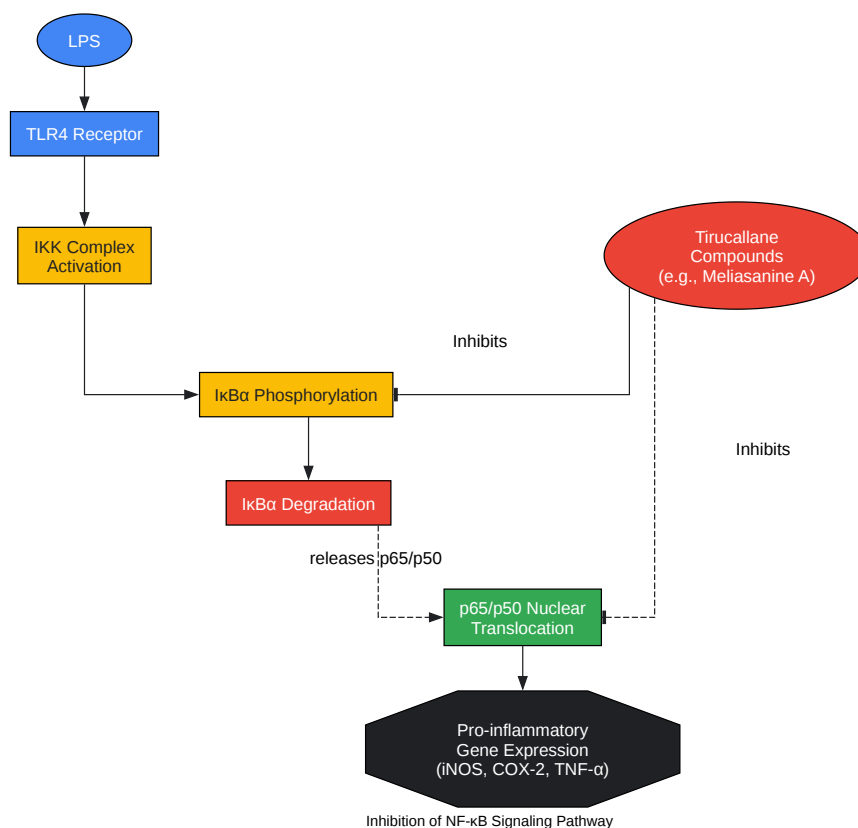 LPS
TLR4 Receptor
IKK Complex
Activation
Tirucallane
Compounds
(e.g., Meliasanine A)
Inhibits
IκBα Phosphorylation
Inhibits
IκBα Degradation
releases p65/p50
p65/p50 Nuclear
Translocation
Pro-inflammatory
Gene Expression
(iNOS, COX-2, TNF-α)
Inhibition of NF-κB Signaling Pathway